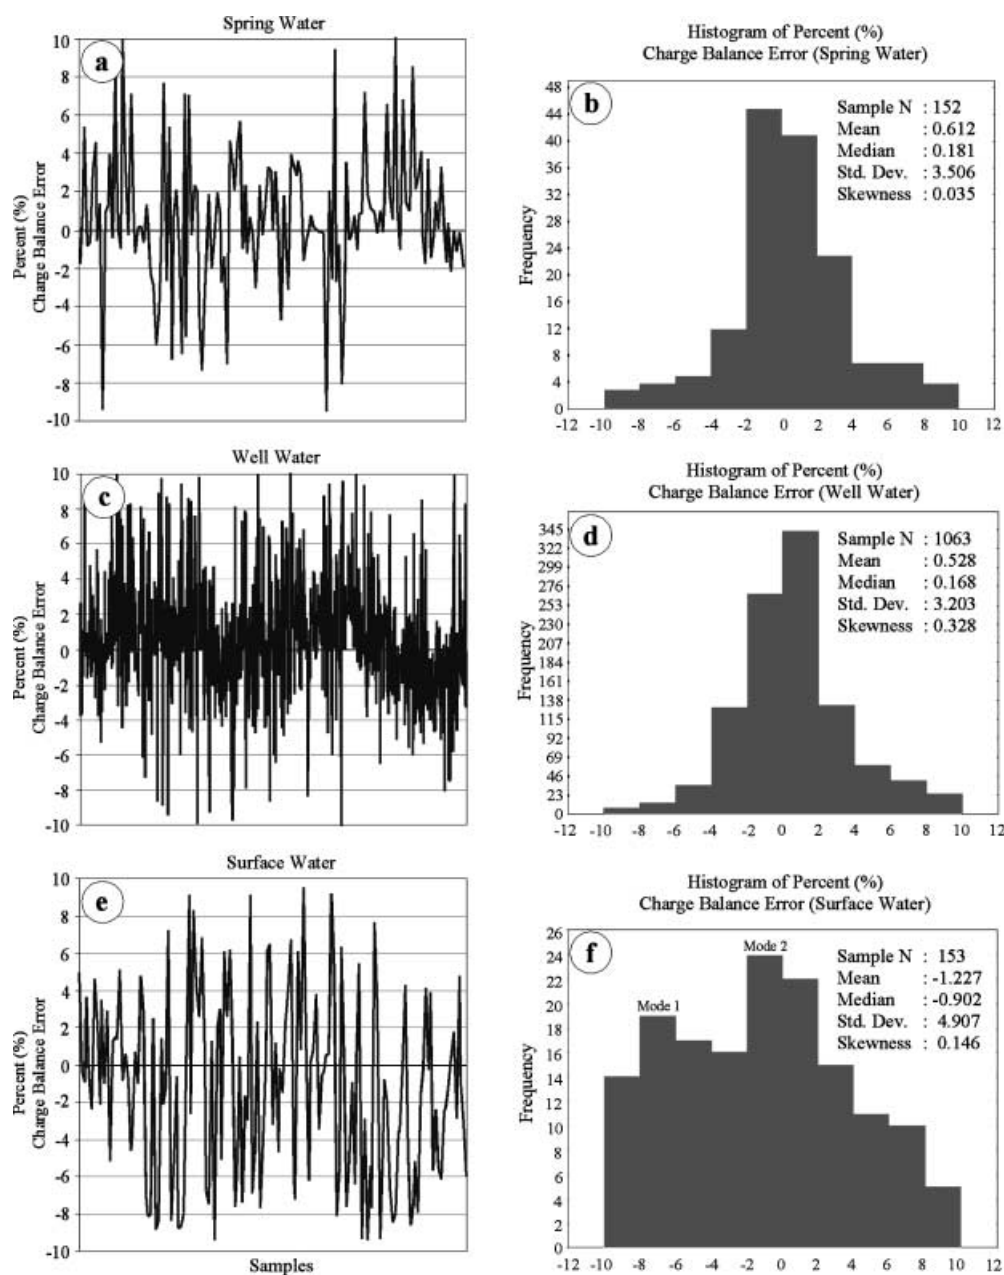 Spring Water
a
10
8
6
4
2
0
-2
-4
-6
-8
-10
Percent (%)
Charge Balance Error
Histogram of Percent (%)
Charge Balance Error (Spring Water)
b
Sample N : 152
Mean : 0.612
Median : 0.181
Std. Dev. : 3.506
Skewness : 0.035
48
44
40
36
32
28
24
20
16
12
8
4
0
Frequency
-12 -10 -8 -6 -4 -2 0 2 4 6 8 10 12
Well Water
c
10
8
6
4
2
0
-2
-4
-6
-8
-10
Percent (%)
Charge Balance Error
Histogram of Percent (%)
Charge Balance Error (Well Water)
d
Sample N : 1063
Mean : 0.528
Median : 0.168
Std. Dev. : 3.203
Skewness : 0.328
345
322
299
276
253
230
207
184
161
138
115
92
69
46
23
0
Frequency
-12 -10 -8 -6 -4 -2 0 2 4 6 8 10 12
Surface Water
e
10
8
6
4
2
0
-2
-4
-6
-8
-10
Percent (%)
Charge Balance Error
Samples
Histogram of Percent (%)
Charge Balance Error (Surface Water)
f
Mode 1
Mode 2
Sample N : 153
Mean : -1.227
Median : -0.902
Std. Dev. : 4.907
Skewness : 0.146
26
24
22
20
18
16
14
12
10
8
6
4
2
0
Frequency
-12 -10 -8 -6 -4 -2 0 2 4 6 8 10 12